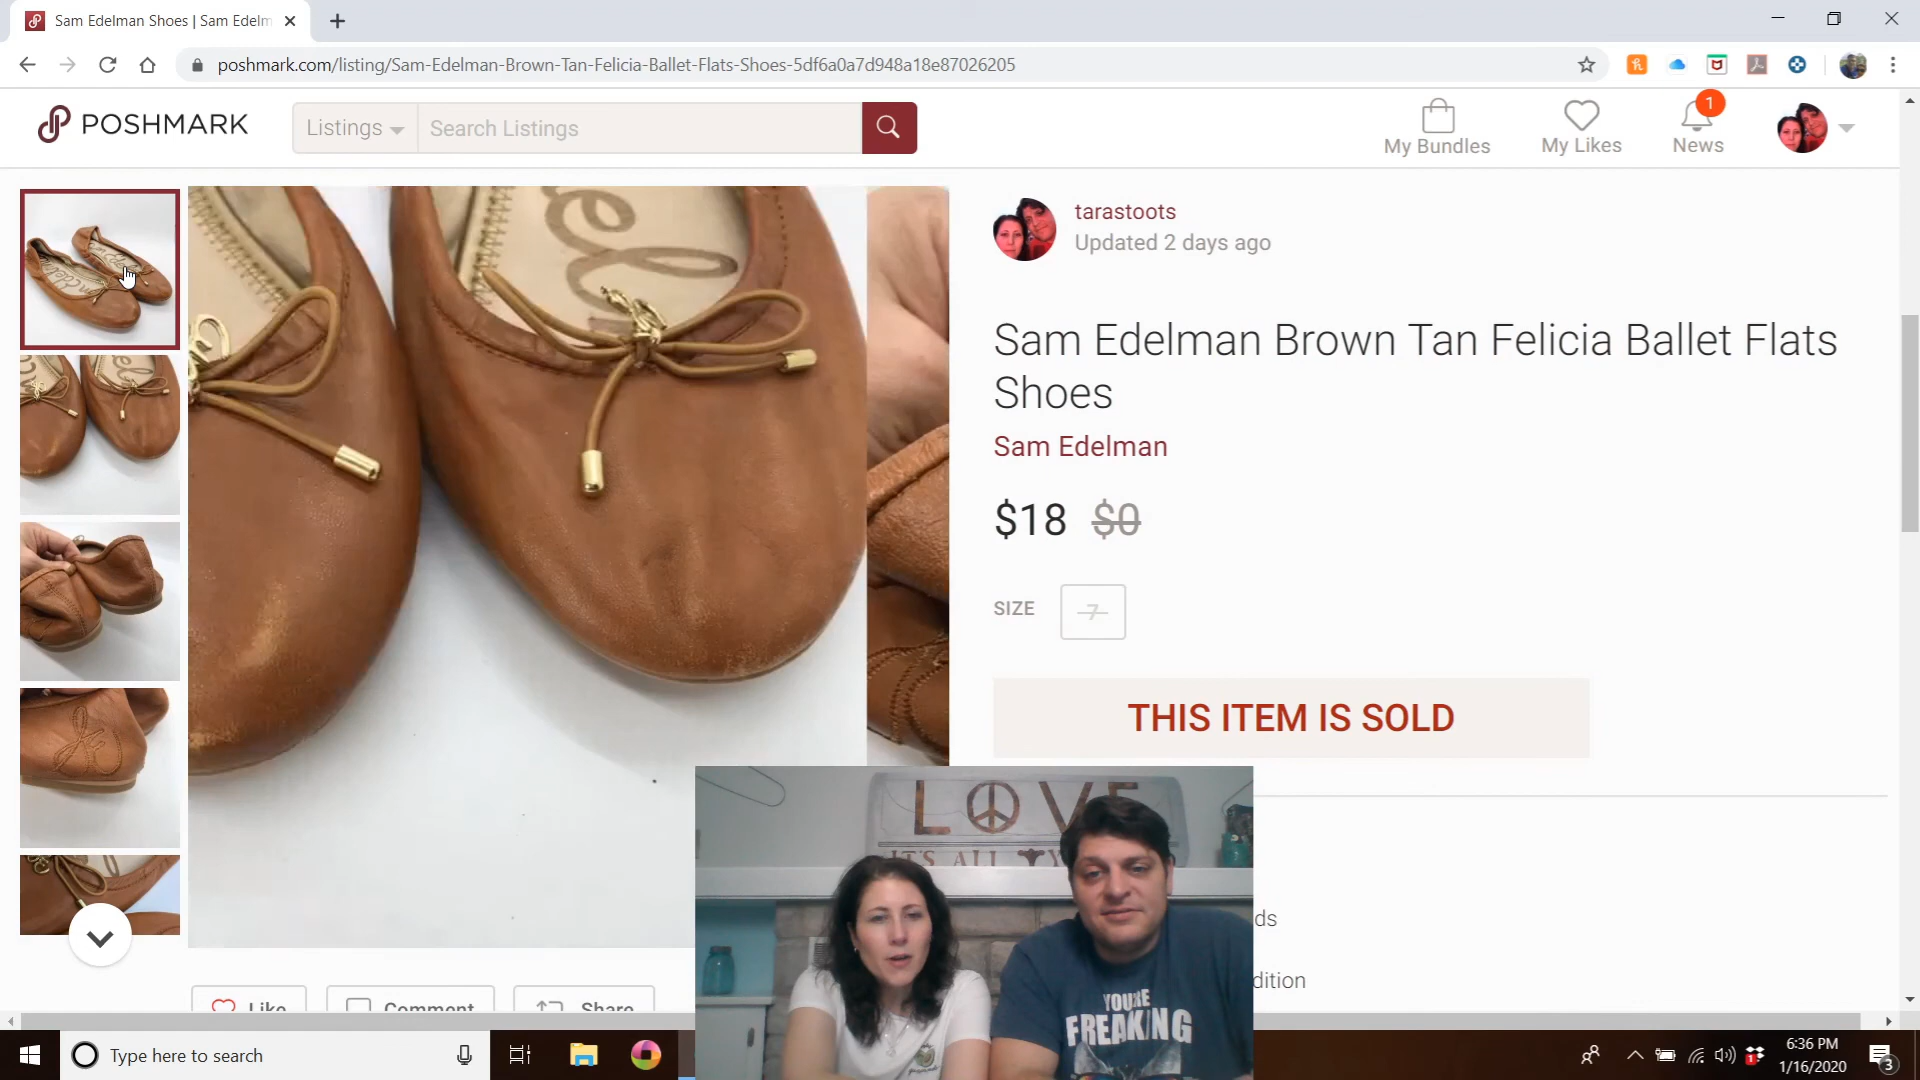 Sam Edelman Shoes | Sam Edelm
poshmark.com/listing/Sam-Edelman-Brown-Tan-Felicia-Ballet-Flats-Shoes-5df6a0a7d948a18e87026205
POSHMARK
Listings
Search Listings
My Bundles
My Likes
1
News
tarastoots
Updated 2 days ago
Sam Edelman Brown Tan Felicia Ballet Flats
Shoes
Sam Edelman
$18 $0
SIZE
7
THIS ITEM IS SOLD
ds
dition
Like
Comment
Share
LOVE
IT'S ALL
YOU'RE
FREAKING
Type here to search
6:36 PM
1/16/2020
3